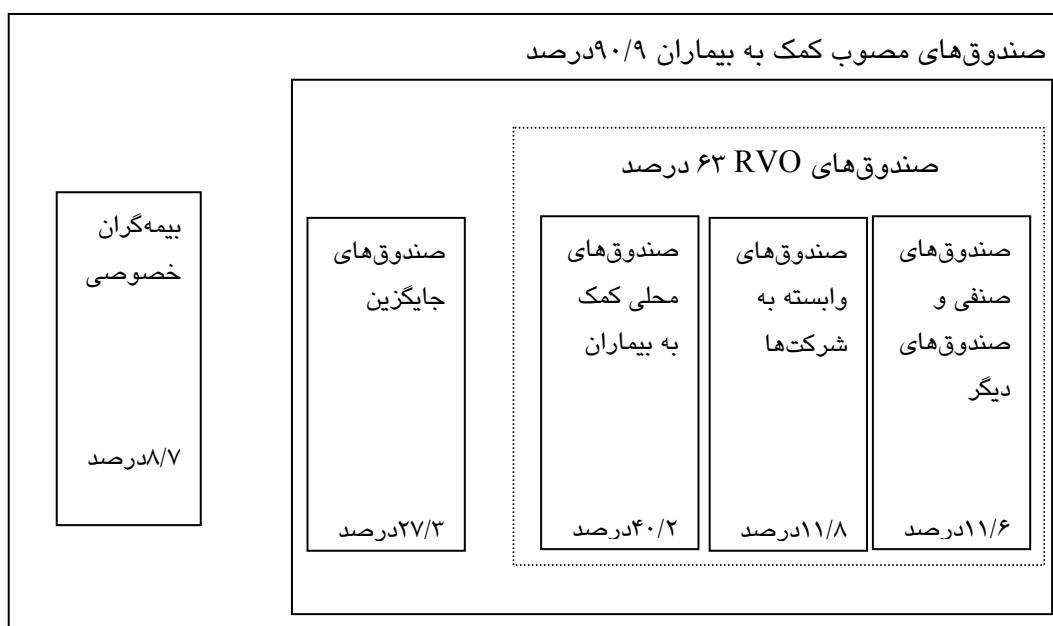 صندوق‌های مصوب کمک به بیماران ۹۰/۹درصد
صندوق‌های RVO ۶۳ درصد
صندوق‌های
صنفی و
صندوق‌های
دیگر
۱۱/۶درصد
صندوق‌های
وابسته به
شرکت‌ها
۱۱/۸درصد
صندوق‌های
محلی کمک
به بیماران
۴۰/۲درصد
صندوق‌های
جایگزین
۲۷/۳درصد
بیمه‌گران
خصوصی
۸/۷درصد